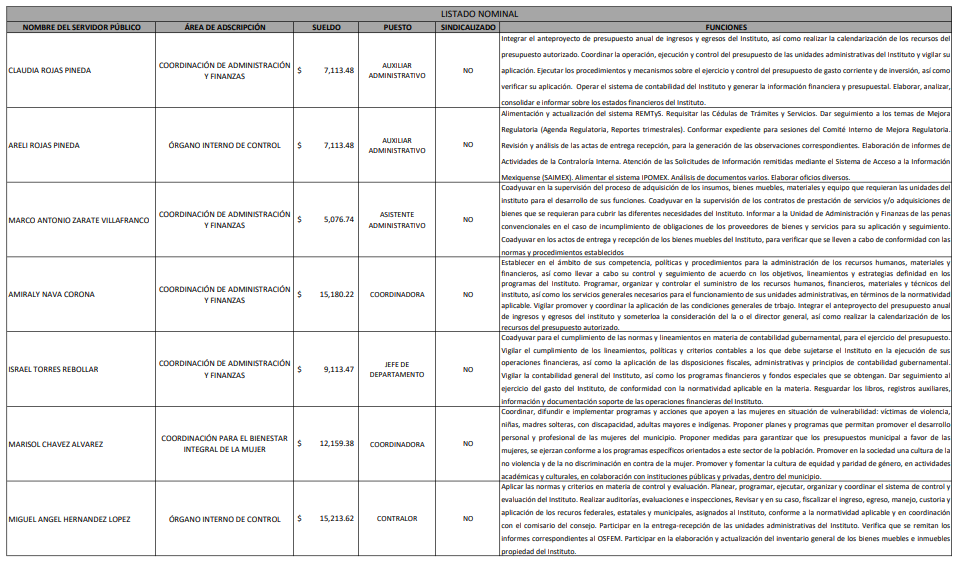 LISTADO NOMINAL
NOMBRE DEL SERVIDOR PÚBLICO ÁREA DE ADSCRIPCIÓN SUELDO PUESTO SINDICALIZADO FUNCIONES
CLAUDIA ROJAS PINEDA
COORDINACIÓN DE ADMINISTRACIÓN
Y FINANZAS
$ 7,113.48
AUXILIAR
ADMINISTRATIVO
NO
Integrar el anteproyecto de presupuesto anual de ingresos y egresos del Instituto, así como realizar la calendarización de los recursos del
presupuesto autorizado. Coordinar la operación, ejecución y control del presupuesto de las unidades administrativas del Instituto y vigilar su
aplicación. Ejecutar los procedimientos y mecanismos sobre el ejercicio y control del presupuesto de gasto corriente y de inversión, así como
verificar su aplicación. Operar el sistema de contabilidad del Instituto y generar la información financiera y presupuestal. Elaborar, analizar,
consolidar e informar sobre los estados financieros del Instituto.
ARELI ROJAS PINEDA
ÓRGANO INTERNO DE CONTROL
$ 7,113.48
AUXILIAR
ADMINISTRATIVO
NO
Alimentación y actualización del sistema REMTyS. Requisitar las Cédulas de Trámites y Servicios. Dar seguimiento a los temas de Mejora
Regulatoria (Agenda Regulatoria, Reportes trimestrales). Conformar expediente para sesiones del Comité Interno de Mejora Regulatoria.
Revisión y análisis de las actas de entrega recepción, para la generación de las observaciones correspondientes. Elaboración de informes de
Actividades de la Contraloría Interna. Atención de las Solicitudes de Información remitidas mediante el Sistema de Acceso a la Información
Mexiquense (SAIMEX). Alimentar el sistema IPOMEX. Análisis de documentos varios. Elaborar oficios diversos.
MARCO ANTONIO ZARATE VILLAFRANCO
COORDINACIÓN DE ADMINISTRACIÓN
Y FINANZAS
$ 5,076.74
ASISTENTE
ADMINISTRATIVO
NO
Coadyuvar en la supervisión del proceso de adquisición de los insumos, bienes muebles, materiales y equipo que requieran las unidades del
instituto para el desarrollo de sus funciones. Coadyuvar en la supervisión de los contratos de prestación de servicios y/o adquisiciones de
bienes que se requieran para cubrir las diferentes necesidades del Instituto. Informar a la Unidad de Administración y Finanzas de las penas
convencionales en el caso de incumplimiento de obligaciones de los proveedores de bienes y servicios para su aplicación y seguimiento.
Coadyuvar en los actos de entrega y recepción de los bienes muebles del Instituto, para verificar que se lleven a cabo de conformidad con las
normas y procedimientos establecidos
AMIRALY NAVA CORONA
COORDINACIÓN DE ADMINISTRACIÓN
Y FINANZAS
$ 15,180.22
COORDINADORA
NO
Establecer en el ámbito de sus competencia, políticas y procedimientos para la administración de los recursos humanos, materiales y
financieros, así como llevar a cabo su control y seguimiento de acuerdo cn los objetivos, lineamientos y estrategias definidad en los
programas del Instituto. Programar, organizar y controlar el suministro de los recursos humanos, financieros, materiales y técnicos del
instituto, así como los servicios generales necesarios para el funcionamiento de sus unidades administrativas, en términos de la normatividad
aplicable. Vigilar promover y coordinar la aplicación de las condiciones generales de trbajo. Integrar el anteproyecto del presupuesto anual
de ingresos y egresos del instituto y someterloa la consideración del la o el director general, así como realizar la calendarización de los
recursos del presupuesto autorizado.
ISRAEL TORRES REBOLLAR
COORDINACIÓN DE ADMINISTRACIÓN
Y FINANZAS
$ 9,113.47
JEFE DE
DEPARTAMENTO
NO
Coadyuvar para el cumplimiento de las normas y lineamientos en materia de contabilidad gubernamental, para el ejercicio del presupuesto.
Vigilar el cumplimiento de los lineamientos, políticas y criterios contables a los que debe sujetarse el Instituto en la ejecución de sus
operaciones financieras, así como la aplicación de las disposiciones fiscales, administrativas y principios de contabilidad gubernamental.
Vigilar la contabilidad general del Instituto, así como los programas financieros y fondos especiales que se obtengan. Dar seguimiento al
ejercicio del gasto del Instituto, de conformidad con la normatividad aplicable en la materia. Resguardar los libros, registros auxiliares,
información y documentación soporte de las operaciones financieras del Instituto.
MARISOL CHAVEZ ALVAREZ
COORDINACIÓN PARA EL BIENESTAR
INTEGRAL DE LA MUJER
$ 12,159.38
COORDINADORA
NO
Coordinar, difundir e implementar programas y acciones que apoyen a las mujeres en situación de vulnerabilidad: víctimas de violencia,
niñas, madres solteras, con discapacidad, adultas mayores e indígenas. Proponer planes y programas que permitan promover el desarrollo
personal y profesional de las mujeres del municipio. Proponer medidas para garantizar que los presupuestos municipal a favor de las
mujeres, se ejerzan conforme a los programas específicos orientados a este sector de la población. Promover en la sociedad una cultura de la
no violencia y de la no discriminación en contra de la mujer. Promover y fomentar la cultura de equidad y paridad de género, en actividades
académicas y culturales, en colaboración con instituciones públicas y privadas, dentro del municipio.
MIGUEL ANGEL HERNANDEZ LOPEZ
ÓRGANO INTERNO DE CONTROL
$ 15,213.62
CONTRALOR
NO
Aplicar las normas y criterios en materia de control y evaluación. Planear, programar, ejecutar, organizar y coordinar el sistema de control y
evaluación del Instituto. Realizar auditorías, evaluaciones e inspecciones, Revisar y en su caso, fiscalizar el ingreso, egreso, manejo, custoria y
aplicación de los recuros federales, estatales y municipales, asignados al Instituto, conforme a la normatividad aplicable y en coordinación
con el comisario del consejo. Participar en la entrega-recepción de las unidades administrativas del Instituto. Verifica que se remitan los
informes correspondientes al OSFEM. Participar en la elaboración y actualización del inventario general de los bienes muebles e inmuebles
propiedad del Instituto.